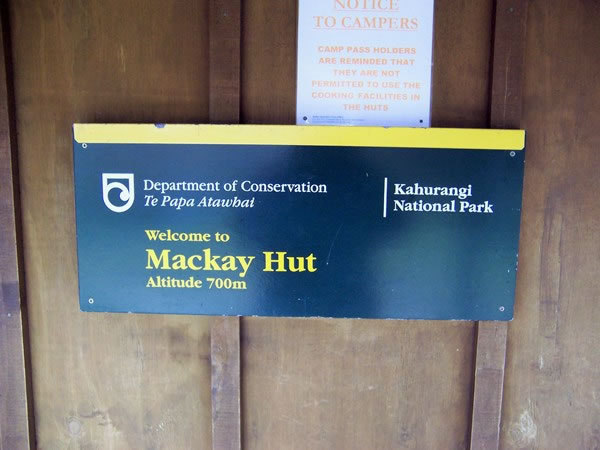 NOTICE
TO CAMPERS
CAMP PASS HOLDERS
ARE REMINDED THAT
THEY ARE NOT
PERMITTED TO USE THE
COOKING FACILITIES IN
THE HUTS
Department of Conservation
Te Papa Atawhai
Kahurangi
National Park
Welcome to
Mackay Hut
Altitude 700m